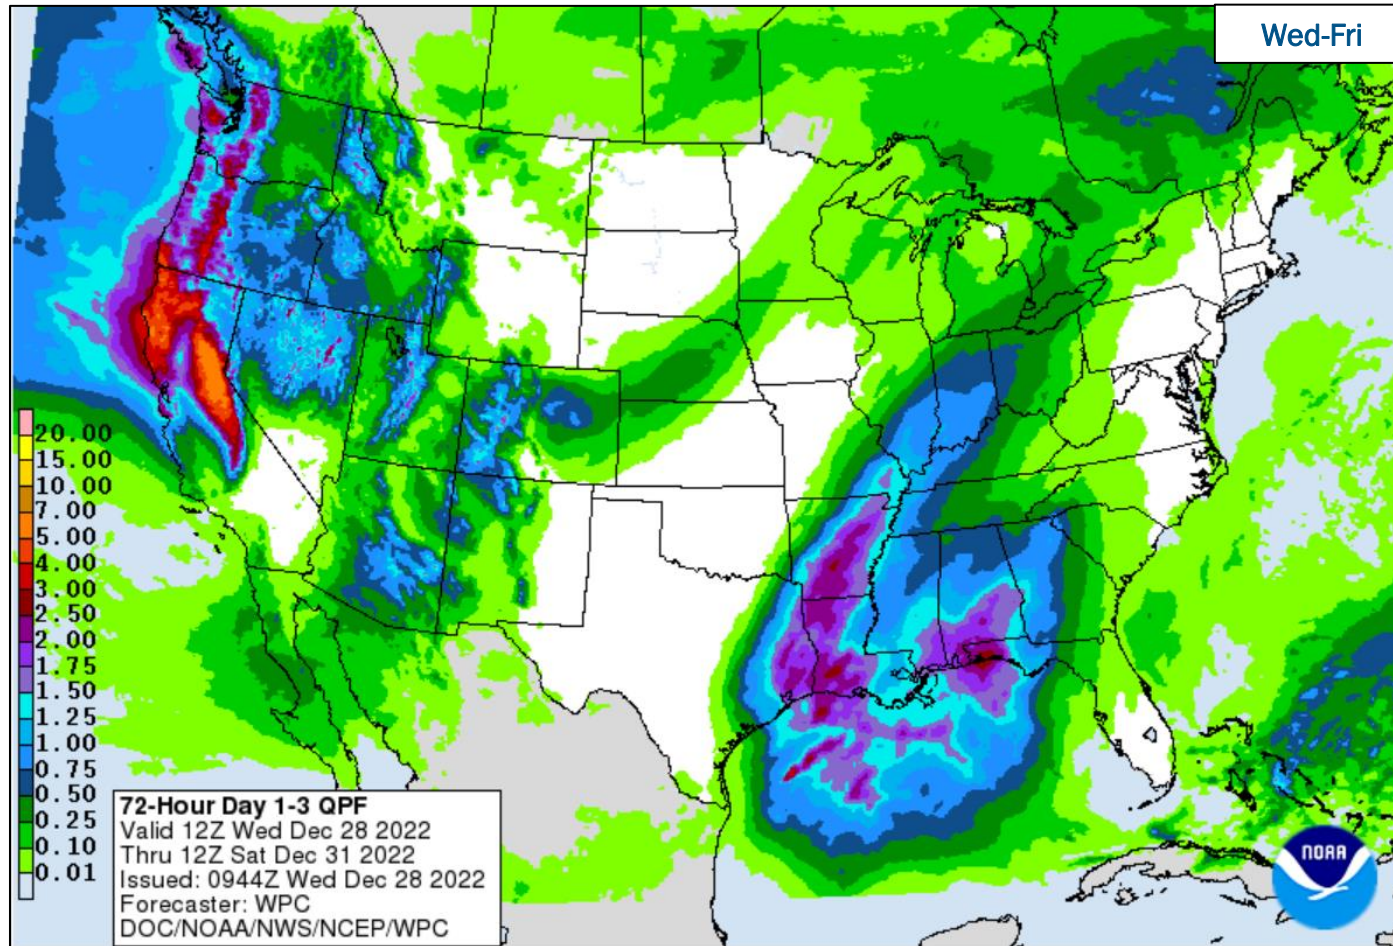 Wed-Fri
20.00
15.00
10.00
7.00
5.00
4.00
3.00
2.50
2.00
1.75
1.50
1.25
1.00
0.75
0.50
0.25
0.10
0.01
72-Hour Day 1-3 QPF
Valid 12Z Wed Dec 28 2022
Thru 12Z Sat Dec 31 2022
Issued: 0944Z Wed Dec 28 2022
Forecaster: WPC
DOC/NOAA/NWS/NCEP/WPC
NOAA